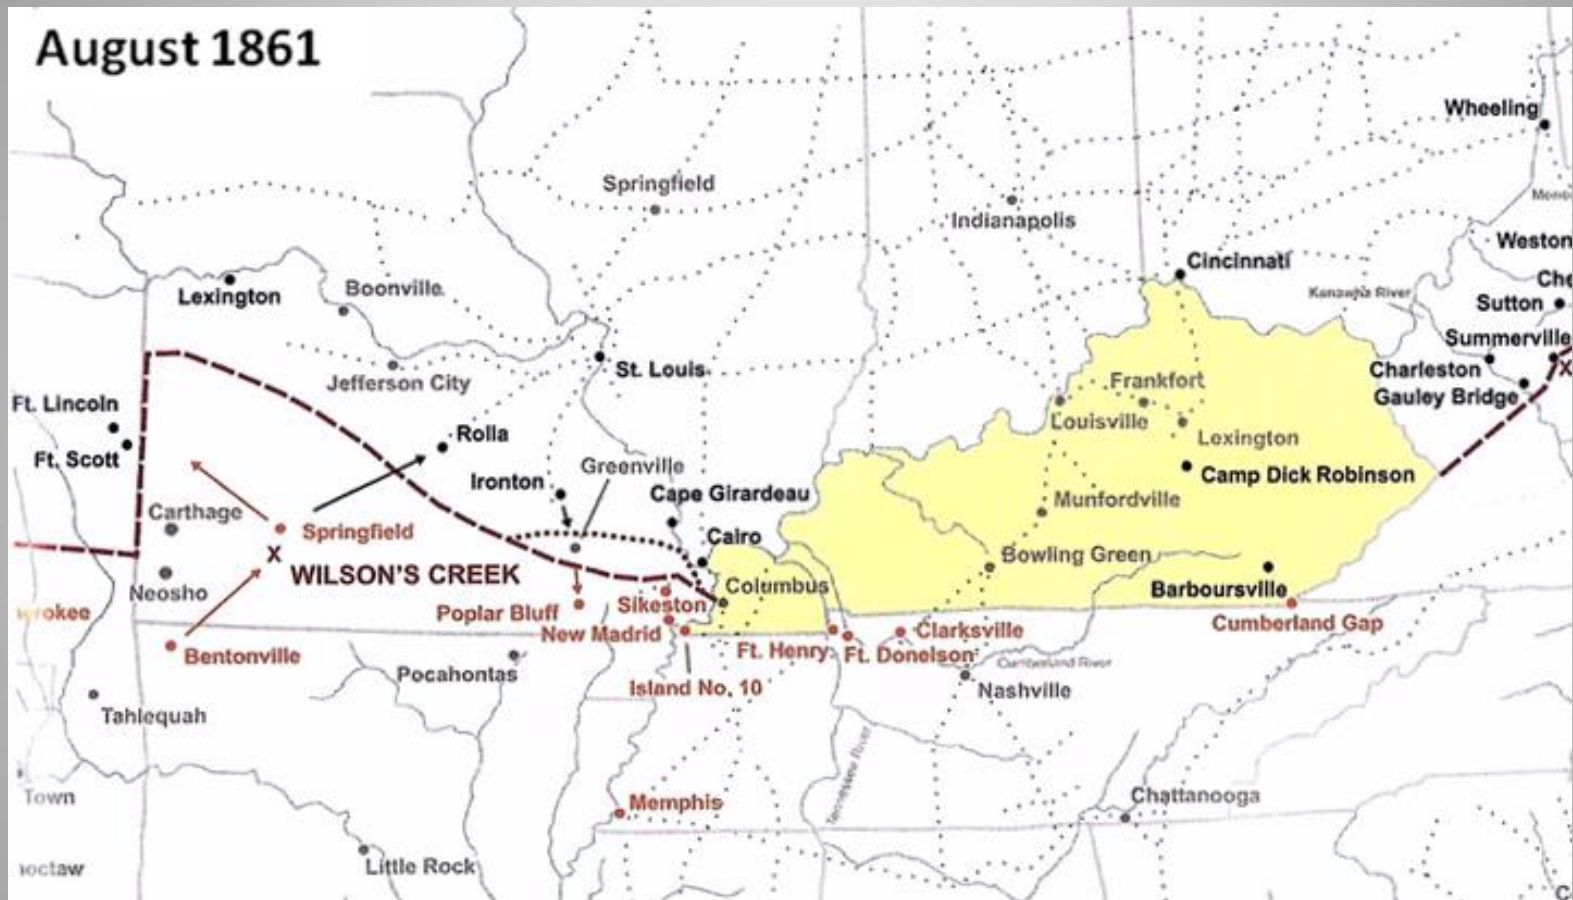 August 1861
Wheeling
Springfield
Indianapolis
Weston
Cincinnati
Kanawha River
Lexington
Boonville
Sutton
Summerville
St. Louis
Jefferson City
Charleston
Frankfort
Gauley Bridge
Ft. Lincoln
Louisville
Rolla
Lexington
Ft. Scott
Greenville
Ironton
Camp Dick Robinson
Cape Girardeau
Munfordville
Carthage
Springfield
Cairo
X
Bowling Green
WILSON'S CREEK
Columbus
Barboursville
Neosho
Sikeston
Poplar Bluff
Cumberland Gap
New Madrid
Clarksville
Ft. Henry
Ft. Donelson
Bentonville
Cumberland River
Pocahontas
Island No. 10
Nashville
Tahlequah
Tennessee River
Town
Memphis
Chattanooga
Little Rock
X